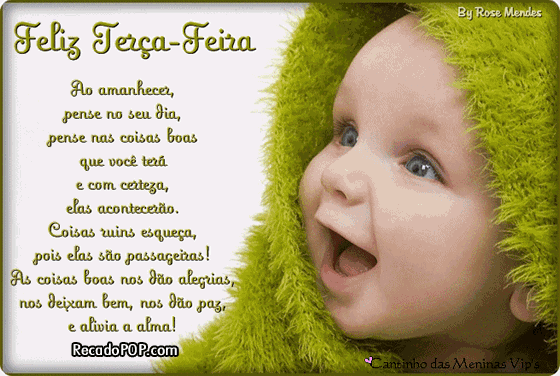 By Rose Mendes
Feliz Terça-Feira
Ao amanhecer,
pense no seu dia,
pense nas coisas boas
que você terá
e com certeza,
elas acontecerão.
Coisas ruins esqueça,
pois elas são passageiras!
As coisas boas nos dão alegrias,
nos deixam bem, nos dão paz,
e alivia a alma!
RecadoPOP.com
Cantinho das Meninas Vip's